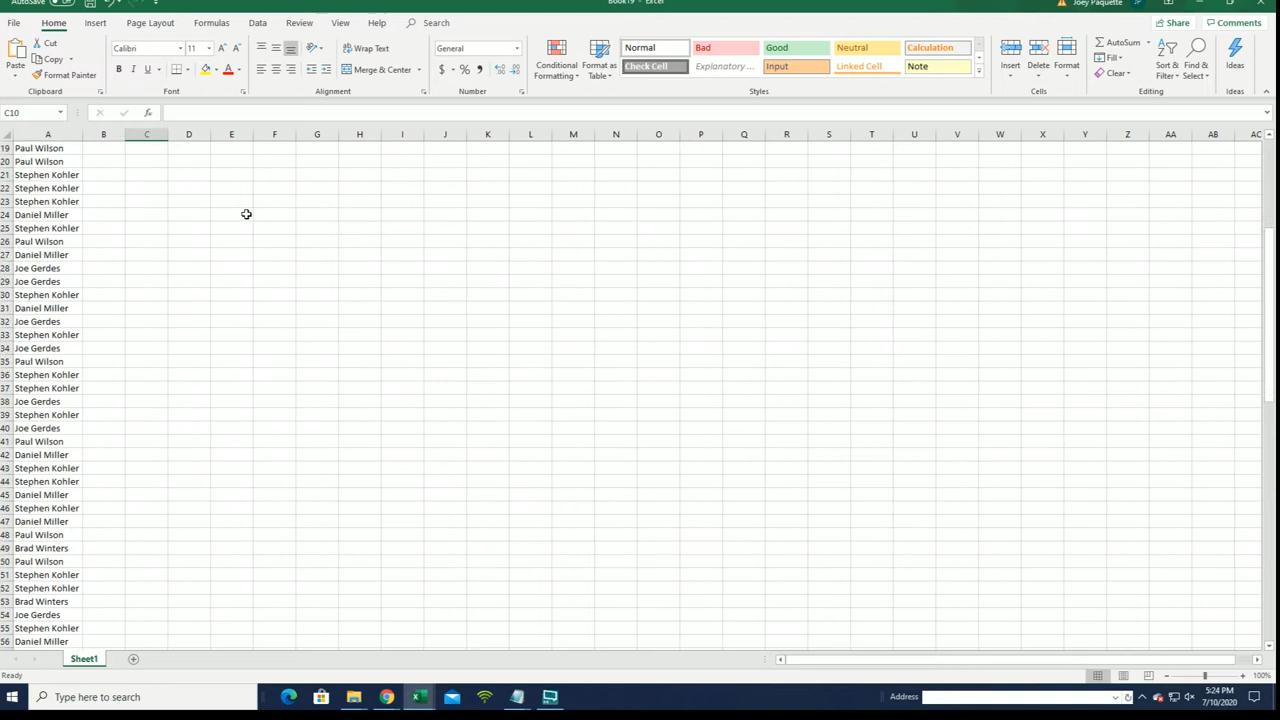 AutoSave Off Book19 - Excel Joey Paquette JP
File Home Insert Page Layout Formulas Data Review View Help Search Share Comments
Paste Cut Copy Format Painter Clipboard
Calibri 11 A A B I U A Font
Wrap Text Merge & Center Alignment
General $ % Number
Conditional Formatting Format as Table
Normal Bad Good Neutral Calculation
Check Cell Explanatory ... Input Linked Cell Note
Styles
Insert Delete Format Cells
AutoSum Fill Clear Sort & Filter Find & Select Editing
Ideas Ideas
C10 fx
A B C D E F G H I J K L M N O P Q R S T U V W X Y Z AA AB AC
19 Paul Wilson
20 Paul Wilson
21 Stephen Kohler
22 Stephen Kohler
23 Stephen Kohler
24 Daniel Miller
25 Stephen Kohler
26 Paul Wilson
27 Daniel Miller
28 Joe Gerdes
29 Joe Gerdes
30 Stephen Kohler
31 Daniel Miller
32 Joe Gerdes
33 Stephen Kohler
34 Joe Gerdes
35 Paul Wilson
36 Stephen Kohler
37 Stephen Kohler
38 Joe Gerdes
39 Stephen Kohler
40 Joe Gerdes
41 Paul Wilson
42 Daniel Miller
43 Stephen Kohler
44 Stephen Kohler
45 Daniel Miller
46 Stephen Kohler
47 Daniel Miller
48 Paul Wilson
49 Brad Winters
50 Paul Wilson
51 Stephen Kohler
52 Stephen Kohler
53 Brad Winters
54 Joe Gerdes
55 Stephen Kohler
56 Daniel Miller
Sheet1
Ready 100%
Type here to search Address 5:24 PM
7/10/2020